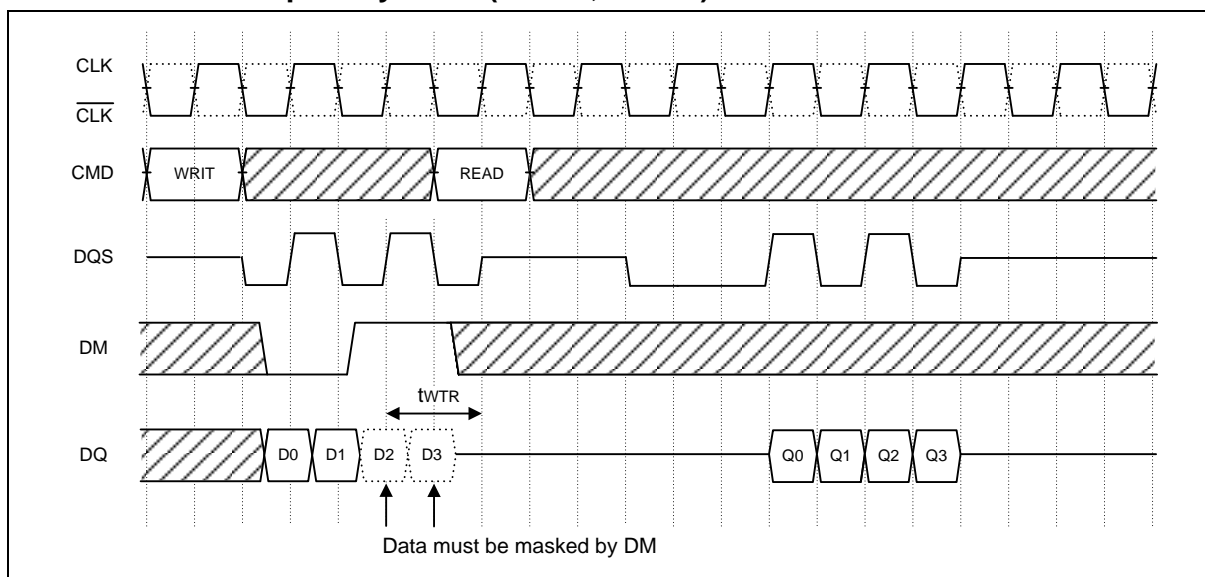 CLK
CLK
CMD WRIT READ
DQS
DM
tWTR
DQ D0 D1 D2 D3 Q0 Q1 Q2 Q3
Data must be masked by DM